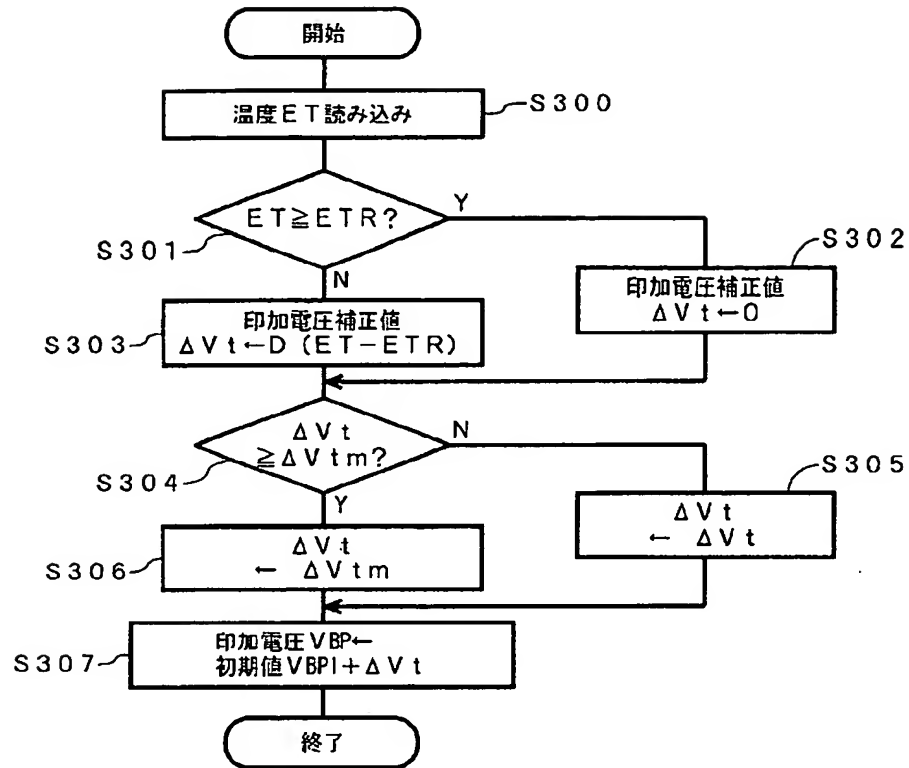 開始
温度ET読み込み
S300
ET≧ETR?
Y
S301
N
S302
印加電圧補正値
ΔVt←0
印加電圧補正値
ΔVt←D(ET-ETR)
S303
ΔVt
≧ΔVtm?
N
S304
Y
S305
ΔVt
← ΔVt
ΔVt
← ΔVtm
S306
印加電圧VBP←
初期値VBPI+ΔVt
S307
終了